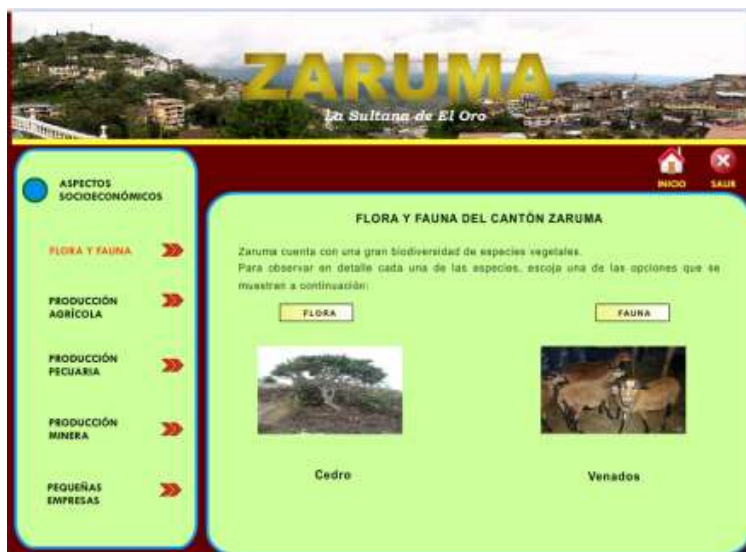 ZARUMA
La Sultana de El Oro
INICIO
SALIR
ASPECTOS
SOCIOECONÓMICOS
FLORA Y FAUNA
PRODUCCIÓN
AGRÍCOLA
PRODUCCIÓN
PECUARIA
PRODUCCIÓN
MINERA
PEQUEÑAS
EMPRESAS
FLORA Y FAUNA DEL CANTÓN ZARUMA
Zaruma cuenta con una gran biodiversidad de especies vegetales.
Para observar en detalle cada una de las especies, escoja una de las opciones que se
muestran a continuación:
FLORA
FAUNA
Cedro
Venados